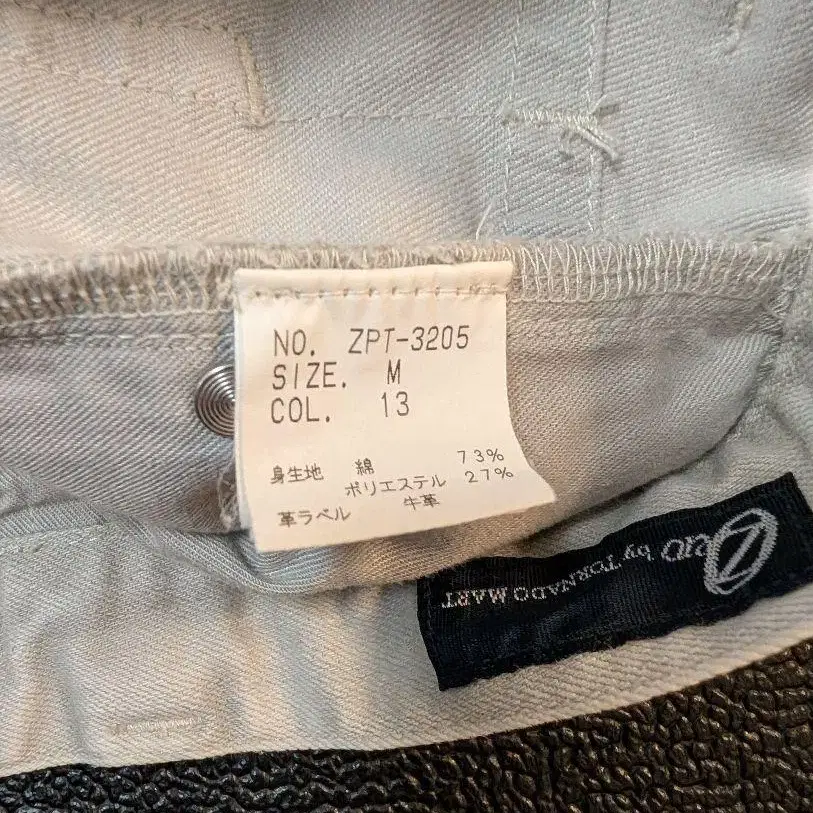 NO. ZPT-3205
SIZE. M
COL. 13
身生地 綿 73%
ポリエステル 27%
革ラベル 牛革
by TORNADO MART